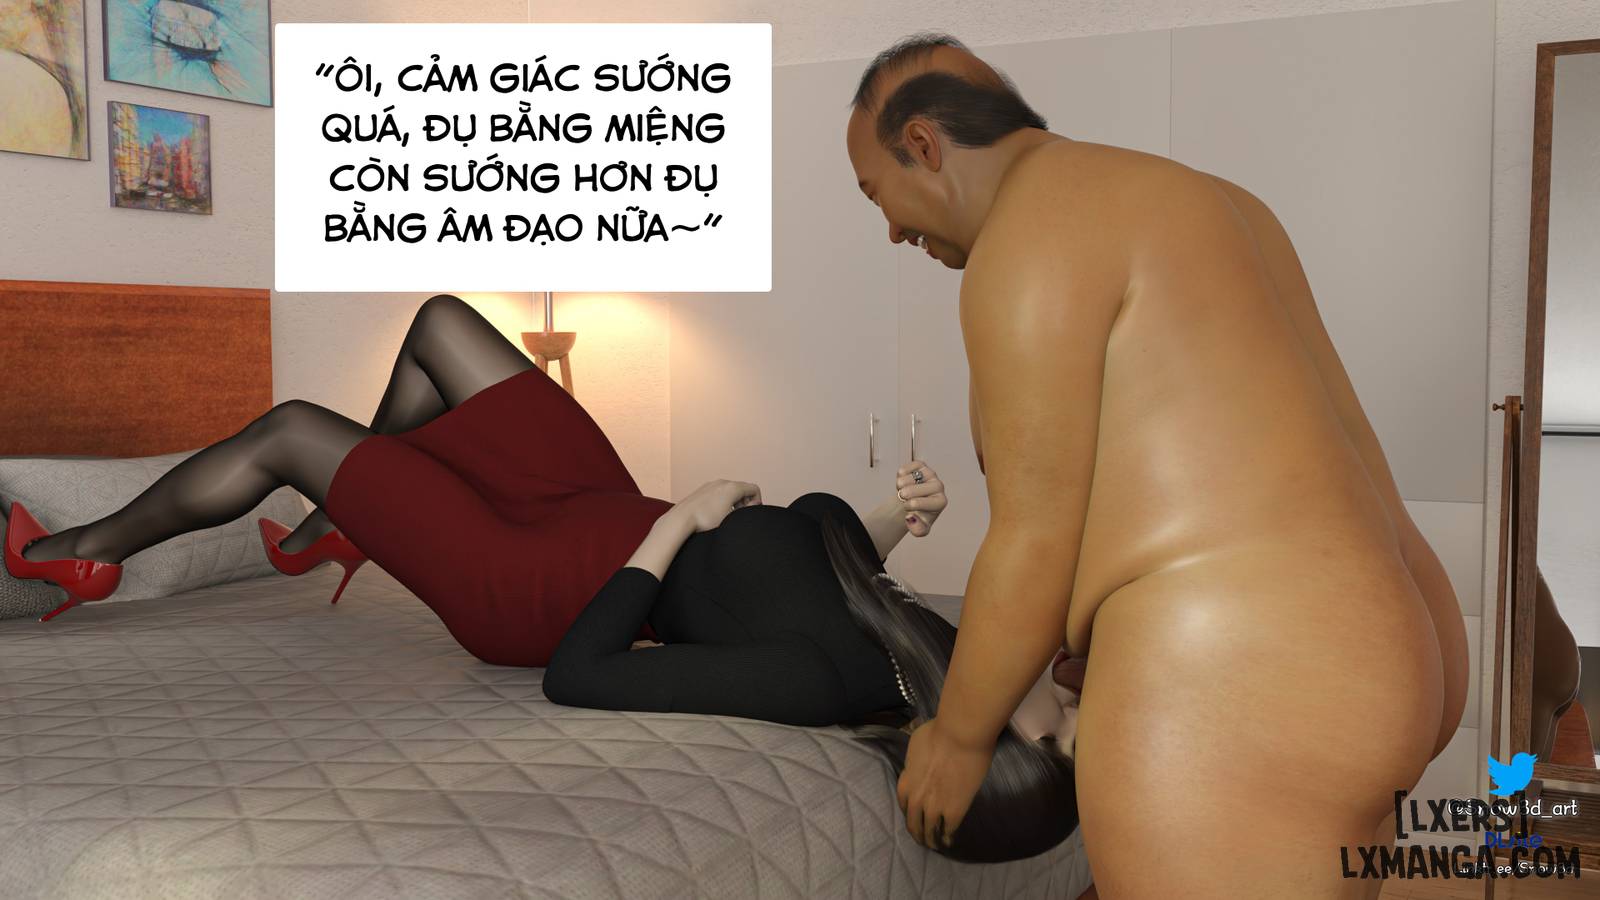 "ÔI, CẢM GIÁC SƯỚNG
QUÁ, ĐỤ BẰNG MIỆNG
CÒN SƯỚNG HƠN ĐỤ
BẰNG ÂM ĐẠO NỮA~"
@Snow3d_art
[LXERS]
LXMANGA.COM